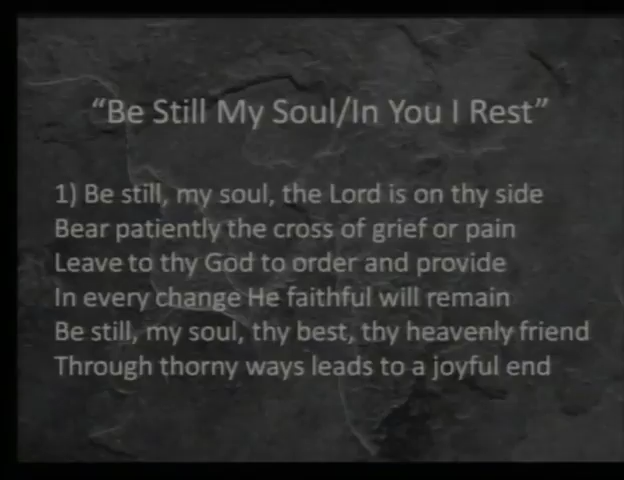 “Be Still My Soul/In You I Rest”
1) Be still, my soul, the Lord is on thy side
Bear patiently the cross of grief or pain
Leave to thy God to order and provide
In every change He faithful will remain
Be still, my soul, thy best, thy heavenly friend
Through thorny ways leads to a joyful end